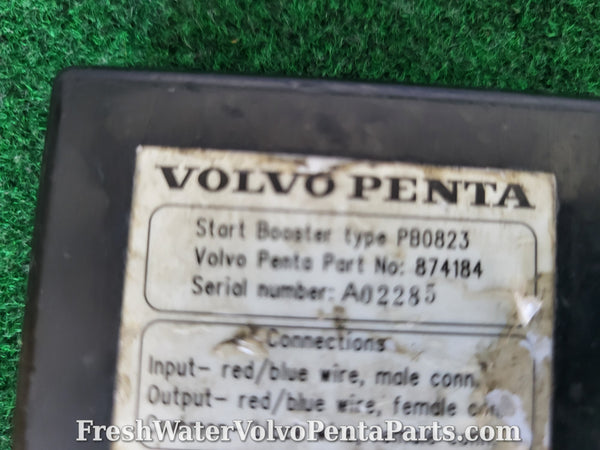 VOLVO PENTA
Start Booster type PB0823
Volvo Penta Part No: 874184
Serial number: A02285
Connections
Input- red/blue wire, male conn.
Output- red/blue wire, female
FreshWaterVolvoPentaParts.com